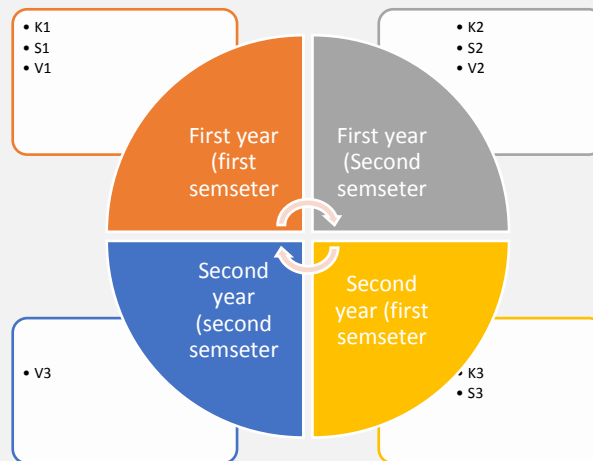 • K1
• S1
• V1
• K2
• S2
• V2
First year
(first
semseter
First year
(Second
semseter
Second
year
(second
semseter
Second
year (first
semseter
• V3
• K3
• S3